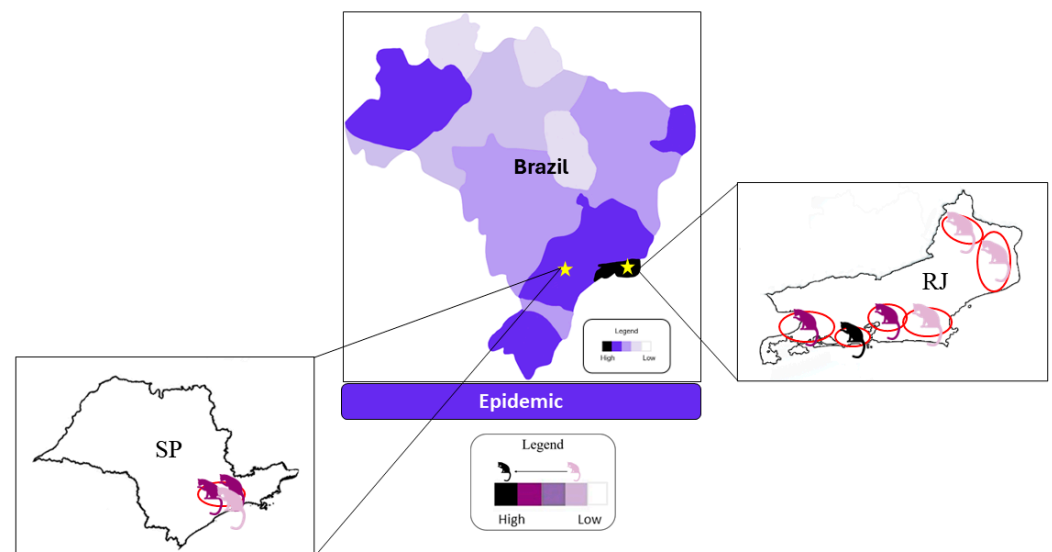 Brazil
Legend
High Low
RJ
Epidemic
SP
Legend
High Low